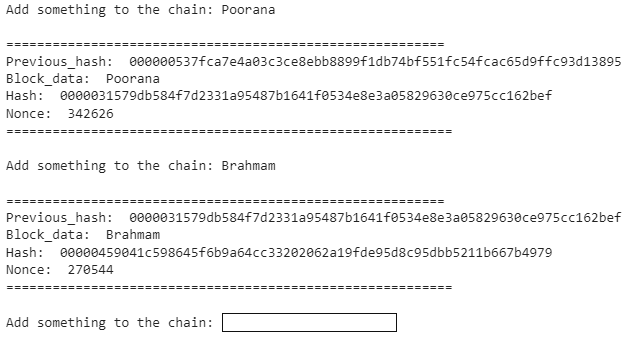 Add something to the chain: Poorana
=========================================================
Previous_hash:  000000537fca7e4a03c3ce8ebb8899f1db74bf551fc54fcac65d9ffc93d13895
Block_data:  Poorana
Hash:  0000031579db584f7d2331a95487b1641f0534e8e3a05829630ce975cc162bef
Nonce:  342626
==========================================================
Add something to the chain: Brahmam
=========================================================
Previous_hash:  0000031579db584f7d2331a95487b1641f0534e8e3a05829630ce975cc162bef
Block_data:  Brahmam
Hash:  00000459041c598645f6b9a64cc33202062a19fde95d8c95dbb5211b667b4979
Nonce:  270544
==========================================================
Add something to the chain: